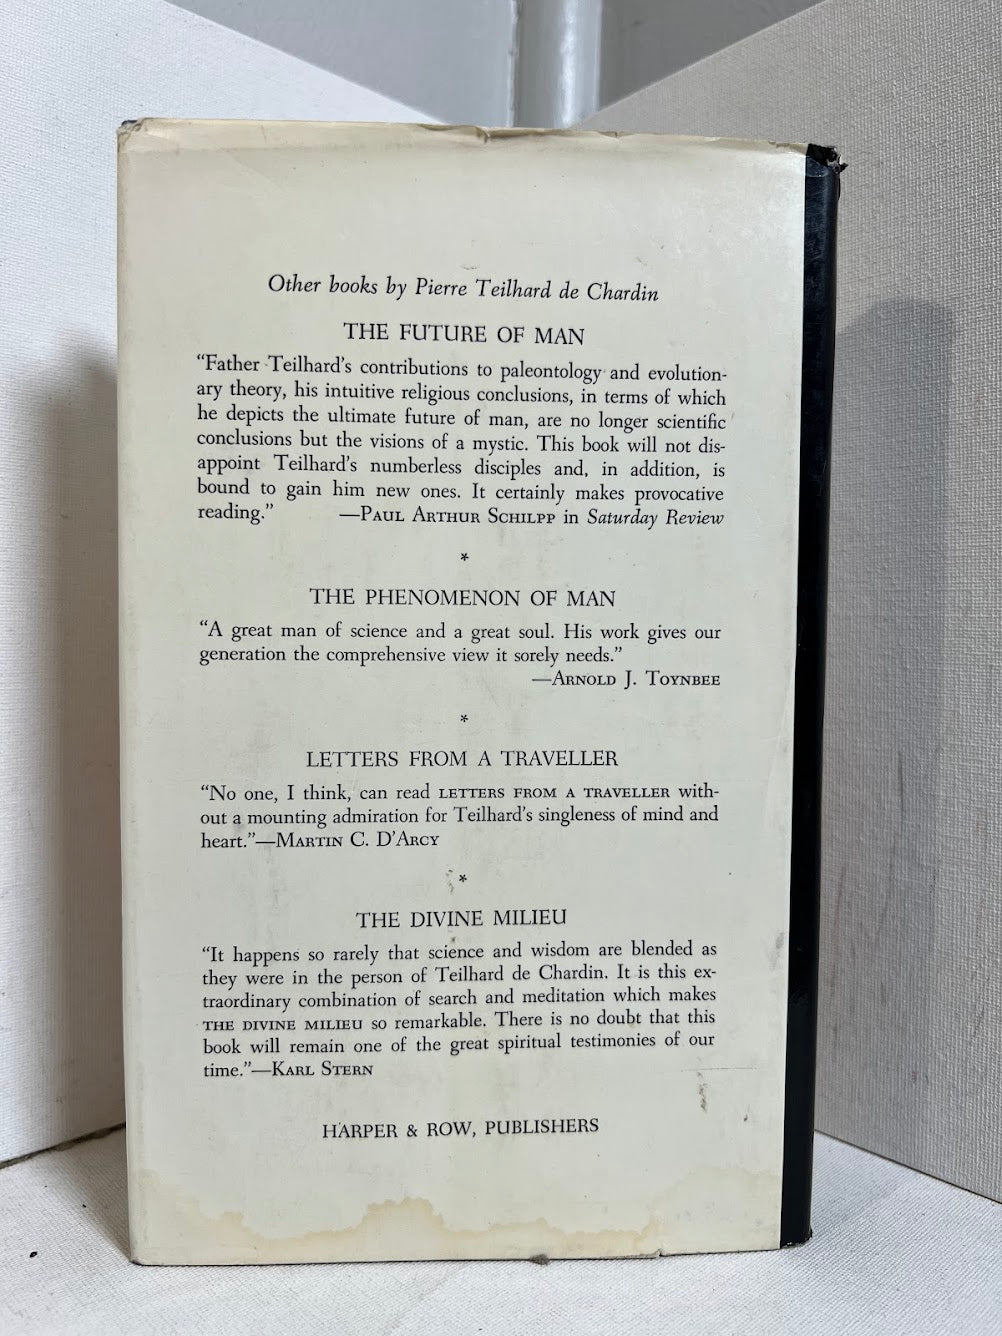 Other books by Pierre Teilhard de Chardin
THE FUTURE OF MAN
“Father Teilhard’s contributions to paleontology and evolution-
ary theory, his intuitive religious conclusions, in terms of which
he depicts the ultimate future of man, are no longer scientific
conclusions but the visions of a mystic. This book will not dis-
appoint Teilhard’s numberless disciples and, in addition, is
bound to gain him new ones. It certainly makes provocative
reading.” —PAUL ARTHUR SCHILPP in Saturday Review
*
THE PHENOMENON OF MAN
“A great man of science and a great soul. His work gives our
generation the comprehensive view it sorely needs.”
—ARNOLD J. TOYNBEE
*
LETTERS FROM A TRAVELLER
“No one, I think, can read LETTERS FROM A TRAVELLER with-
out a mounting admiration for Teilhard’s singleness of mind and
heart.”—MARTIN C. D’ARCY
*
THE DIVINE MILIEU
“It happens so rarely that science and wisdom are blended as
they were in the person of Teilhard de Chardin. It is this ex-
traordinary combination of search and meditation which makes
THE DIVINE MILIEU so remarkable. There is no doubt that this
book will remain one of the great spiritual testimonies of our
time.”—KARL STERN
HARPER & ROW, PUBLISHERS